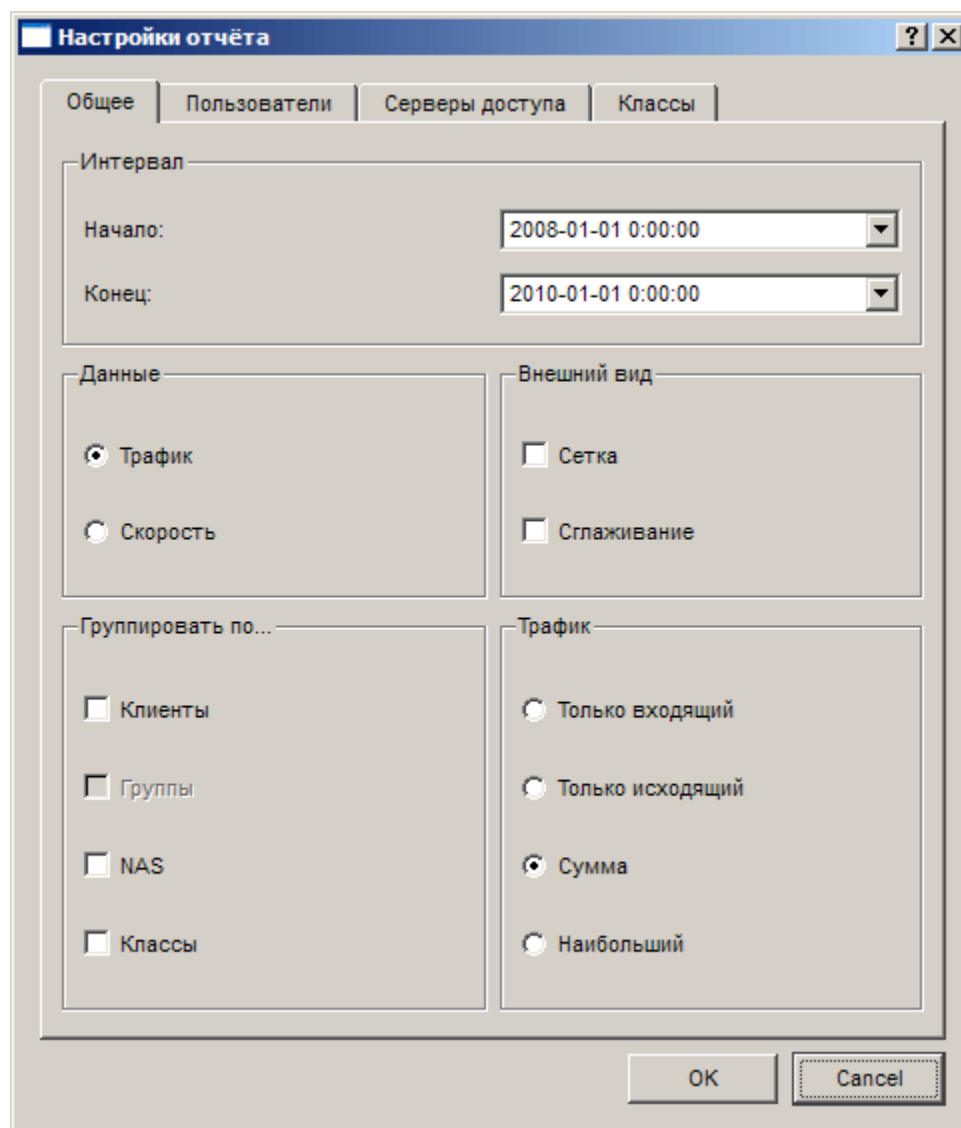 Настройки отчёта
Общее Пользователи Серверы доступа Классы
Интервал
Начало: 2008-01-01 0:00:00
Конец: 2010-01-01 0:00:00
Данные
Трафик
Скорость
Внешний вид
Сетка
Сглаживание
Группировать по...
Клиенты
Группы
NAS
Классы
Трафик
Только входящий
Только исходящий
Сумма
Наибольший
OK Cancel